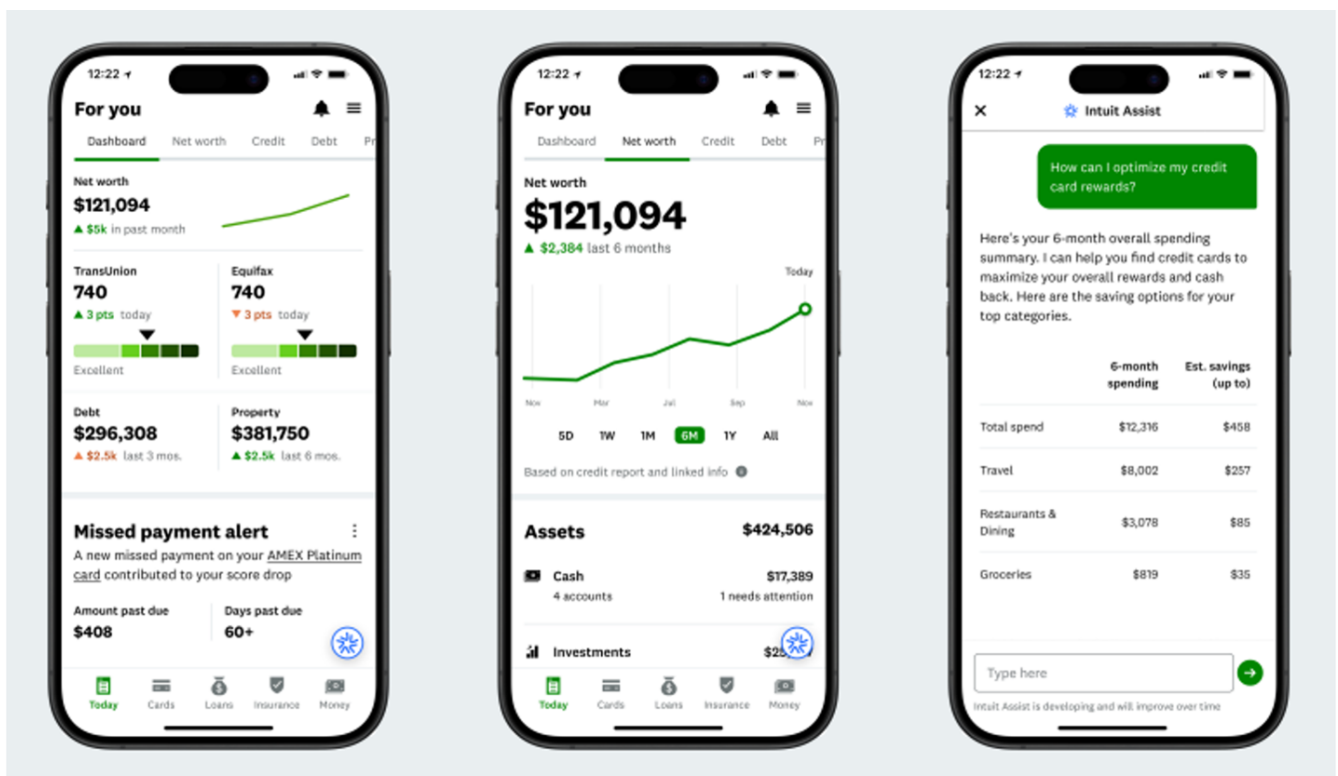 12:22
For you
Dashboard Net worth Credit Debt Pr
Net worth
$121,094
▲ $5k in past month
TransUnion
740
▲ 3 pts today
Excellent
Equifax
740
▼ 3 pts today
Excellent
Debt
$296,308
▲ $2.5k last 3 mos.
Property
$381,750
▲ $2.5k last 6 mos.
Missed payment alert
A new missed payment on your AMEX Platinum
card contributed to your score drop
Amount past due
$408
Days past due
60+
Today Cards Loans Insurance Money
12:22
For you
Dashboard Net worth Credit Debt Pr
Net worth
$121,094
▲ $2,384 last 6 months
Today
Nov Mar Jul Sep Nov
5D 1W 1M 6M 1Y All
Based on credit report and linked info
Assets $424,506
Cash $17,389
4 accounts 1 needs attention
Investments
Today Cards Loans Insurance Money
12:22
Intuit Assist
How can I optimize my credit
card rewards?
Here's your 6-month overall spending
summary. I can help you find credit cards to
maximize your overall rewards and cash
back. Here are the saving options for your
top categories.
6-month Est. savings
spending (up to)
Total spend $12,316 $458
Travel $8,002 $257
Restaurants &
Dining $3,078 $85
Groceries $819 $35
Type here
Intuit Assist is developing and will improve over time